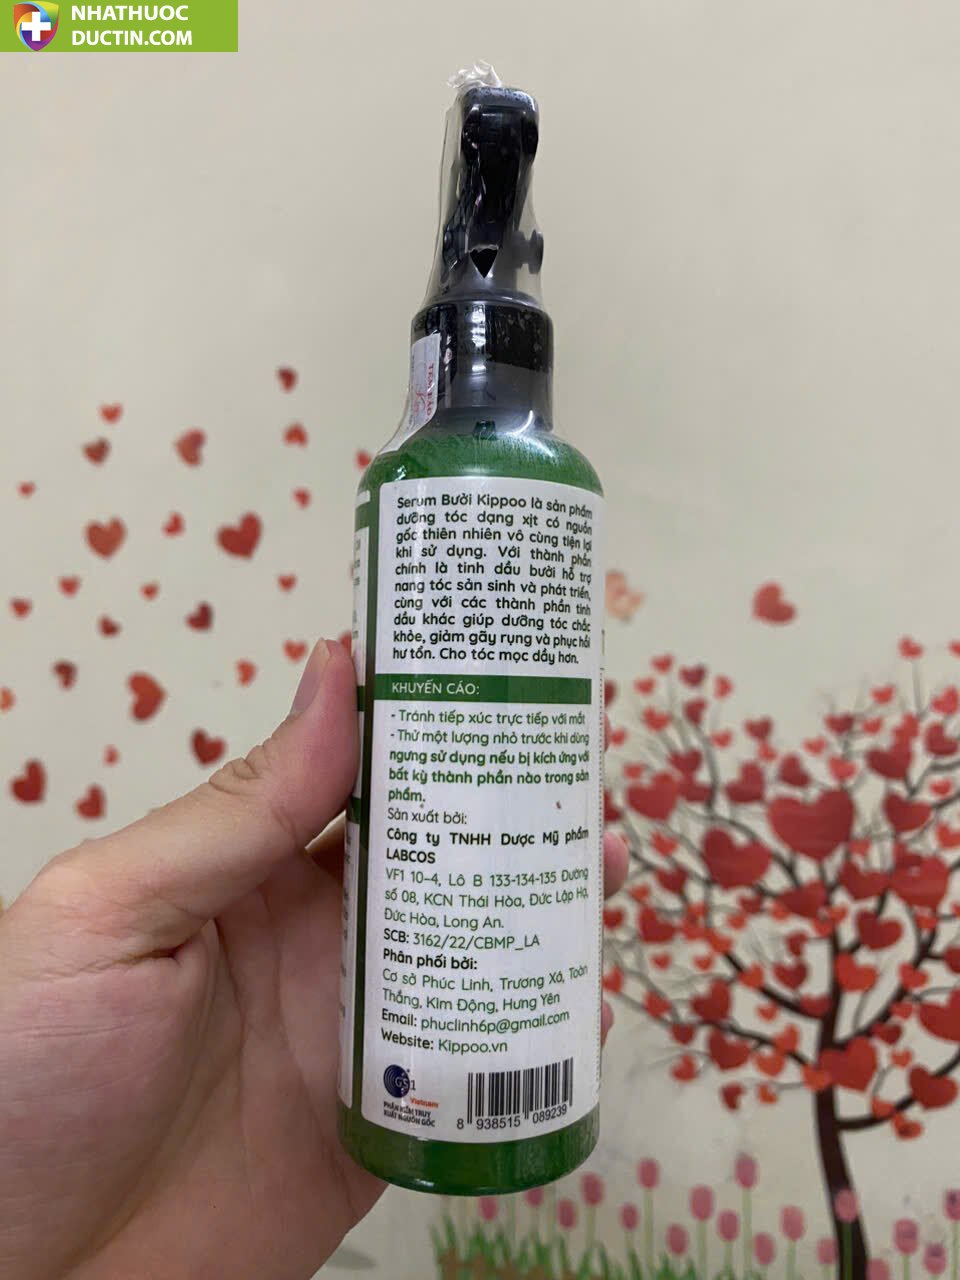 NHATHUOC
DUCTIN.COM
Serum Bưởi Kippoo là sản phẩm
dưỡng tóc dạng xịt có nguồn
gốc thiên nhiên vô cùng tiện lợi
khi sử dụng. Với thành phần
chính là tinh dầu bưởi hỗ trợ
nang tóc sản sinh và phát triển,
cùng với các thành phần tinh
dầu khác giúp dưỡng tóc chắc
khỏe, giảm gãy rụng và phục hồi
hư tổn. Cho tóc mọc dầy hơn.
KHUYẾN CÁO:
- Tránh tiếp xúc trực tiếp với mắt
- Thử một lượng nhỏ trước khi dùng
ngưng sử dụng nếu bị kích ứng với
bất kỳ thành phần nào trong sản
phẩm.
Sản xuất bởi:
Công ty TNHH Dược Mỹ phẩm
LABCOS
VF1 10-4, Lô B 133-134-135 Đường
số 08, KCN Thái Hòa, Đức Lập Hạ,
Đức Hòa, Long An.
SCB: 3162/22/CBMP_LA
Phân phối bởi:
Cơ sở Phúc Linh, Trương Xá, Toàn
Thắng, Kim Động, Hưng Yên
Email: phuclinh6p@gmail.com
Website: Kippoo.vn
GS1
Vietnam
PHẦN MỀM TRUY
XUẤT NGUỒN GỐC
8 938515 089239